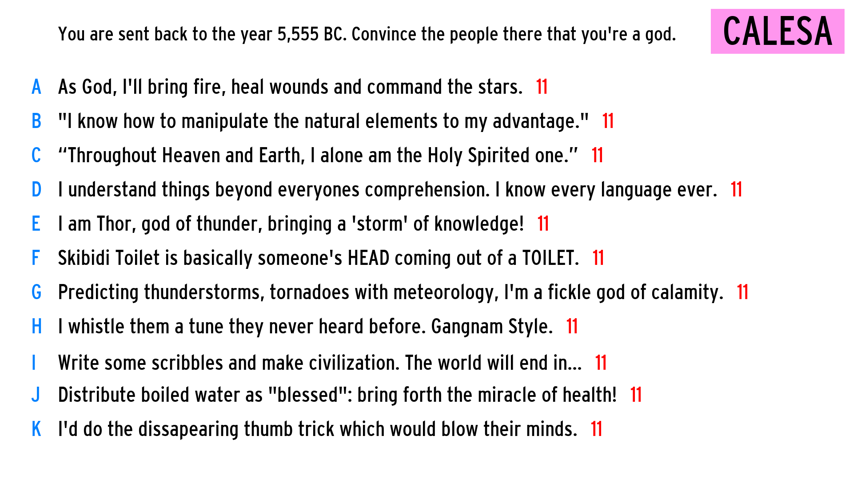 You are sent back to the year 5,555 BC. Convince the people there that you're a god.
CALESA
A As God, I'll bring fire, heal wounds and command the stars. 11
B "I know how to manipulate the natural elements to my advantage." 11
C “Throughout Heaven and Earth, I alone am the Holy Spirited one.” 11
D I understand things beyond everyones comprehension. I know every language ever. 11
E I am Thor, god of thunder, bringing a 'storm' of knowledge! 11
F Skibidi Toilet is basically someone's HEAD coming out of a TOILET. 11
G Predicting thunderstorms, tornadoes with meteorology, I'm a fickle god of calamity. 11
H I whistle them a tune they never heard before. Gangnam Style. 11
I Write some scribbles and make civilization. The world will end in... 11
J Distribute boiled water as "blessed": bring forth the miracle of health! 11
K I'd do the dissapearing thumb trick which would blow their minds. 11